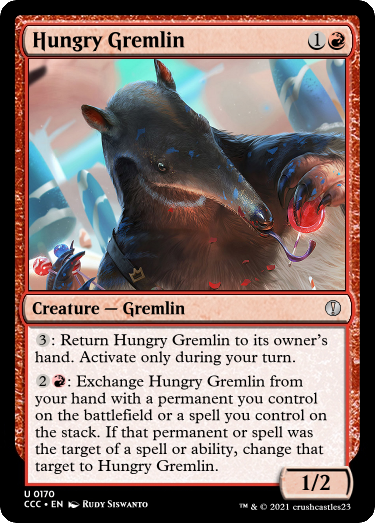 Hungry Gremlin 1
Creature — Gremlin
3: Return Hungry Gremlin to its owner's
hand. Activate only during your turn.
2 : Exchange Hungry Gremlin from
your hand with a permanent you control
on the battlefield or a spell you control on
the stack. If that permanent or spell was
the target of a spell or ability, change that
target to Hungry Gremlin.
1/2
U 0170
CCC • EN Rudy Siswanto ™ & © 2021 crushcastles23